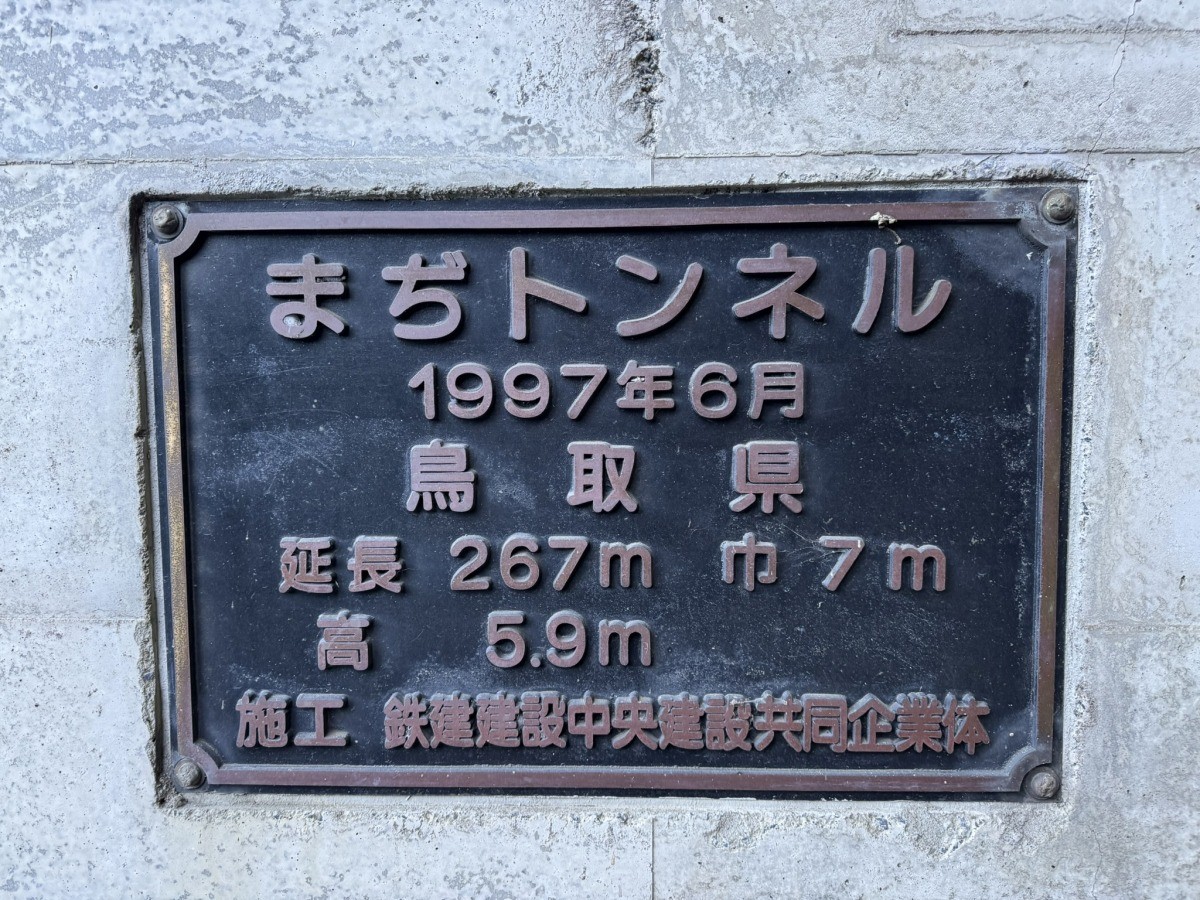 まぢトンネル
1997年6月
鳥取県
延長 267m 巾 7m
高 5.9m
施工 鉄建建設中央建設共同企業体